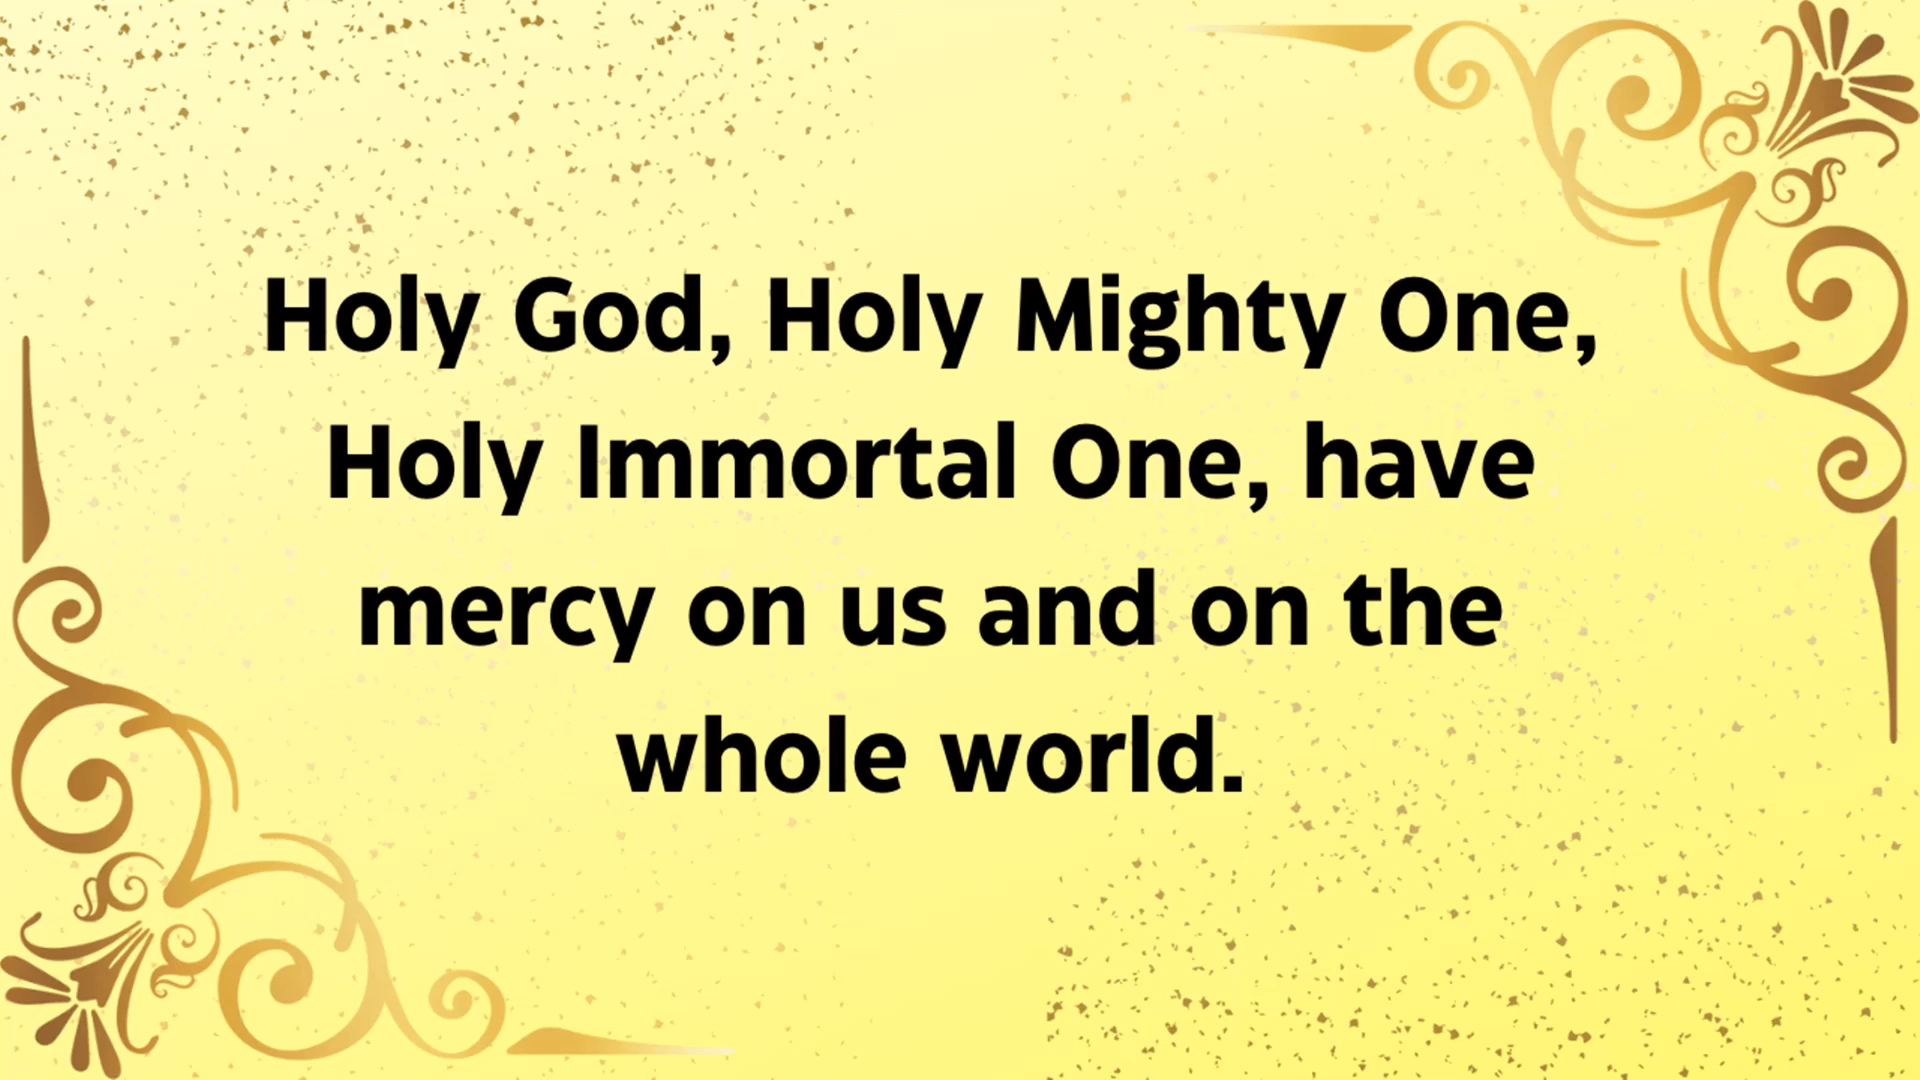 Holy God, Holy Mighty One,
Holy Immortal One, have
mercy on us and on the
whole world.